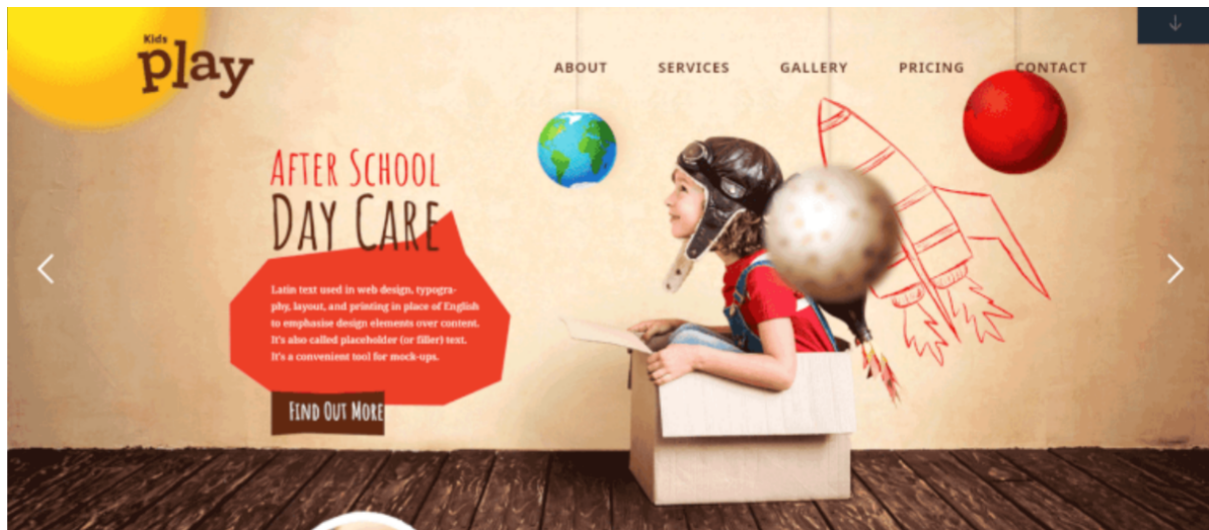 Kids
play
ABOUT SERVICES GALLERY PRICING CONTACT
AFTER SCHOOL
DAY CARE
Latin text used in web design, typogra-
phy, layout, and printing in place of English
to emphasise design elements over content.
It's also called placeholder (or filler) text.
It's a convenient tool for mock-ups.
FIND OUT MORE